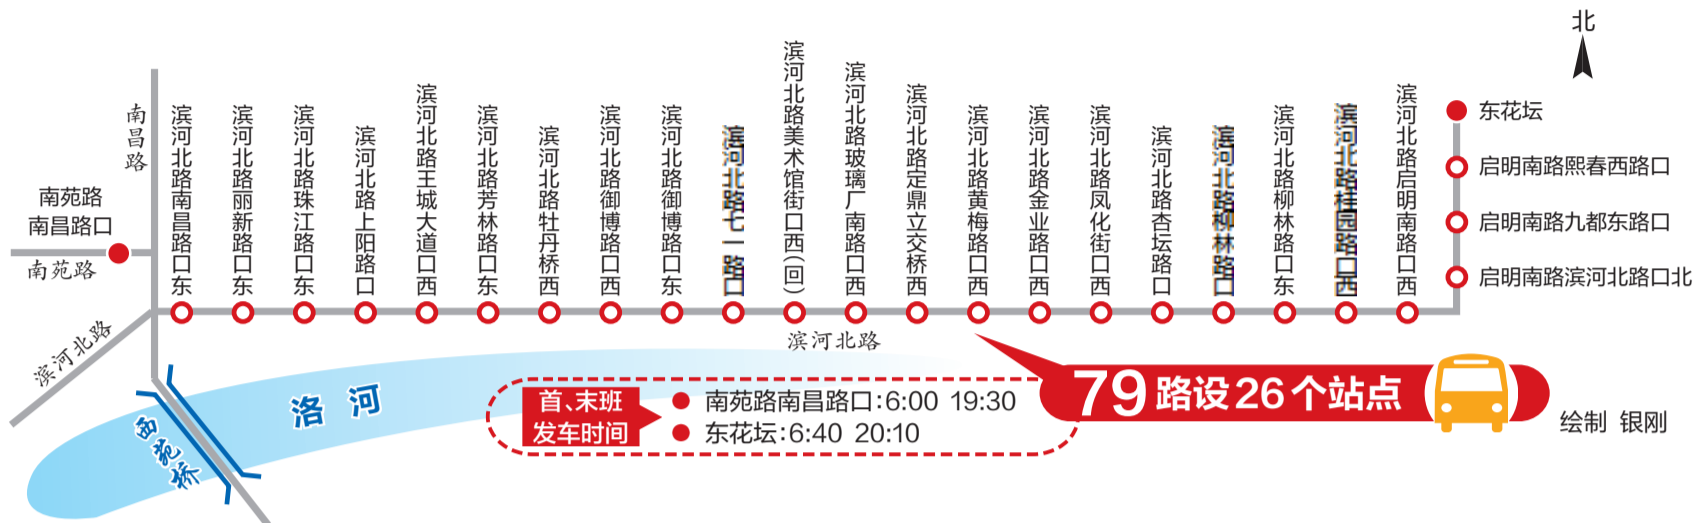 北
南昌路
南苑路
南昌路口
南苑路
滨河北路
滨河北路南昌路口东
滨河北路丽新路口东
滨河北路珠江路口东
滨河北路上阳路口
滨河北路王城大道口西
滨河北路芳林路口东
滨河北路牡丹桥西
滨河北路御博路口西
滨河北路御博路口东
滨河北路七一路口
滨河北路美术馆街口西(回)
滨河北路玻璃厂南路口西
滨河北路定鼎立交桥西
滨河北路黄梅路口西
滨河北路金业路口西
滨河北路凤化街口西
滨河北路杏坛路口
滨河北路柳林路口
滨河北路柳林路口东
滨河北路桂园路口西
滨河北路启明南路口西
东花坛
启明南路熙春西路口
启明南路九都东路口
启明南路滨河北路口北
滨河北路
洛河
西苑桥
首、末班
发车时间
南苑路南昌路口:6:00 19:30
东花坛:6:40 20:10
79路设26个站点
绘制 银刚